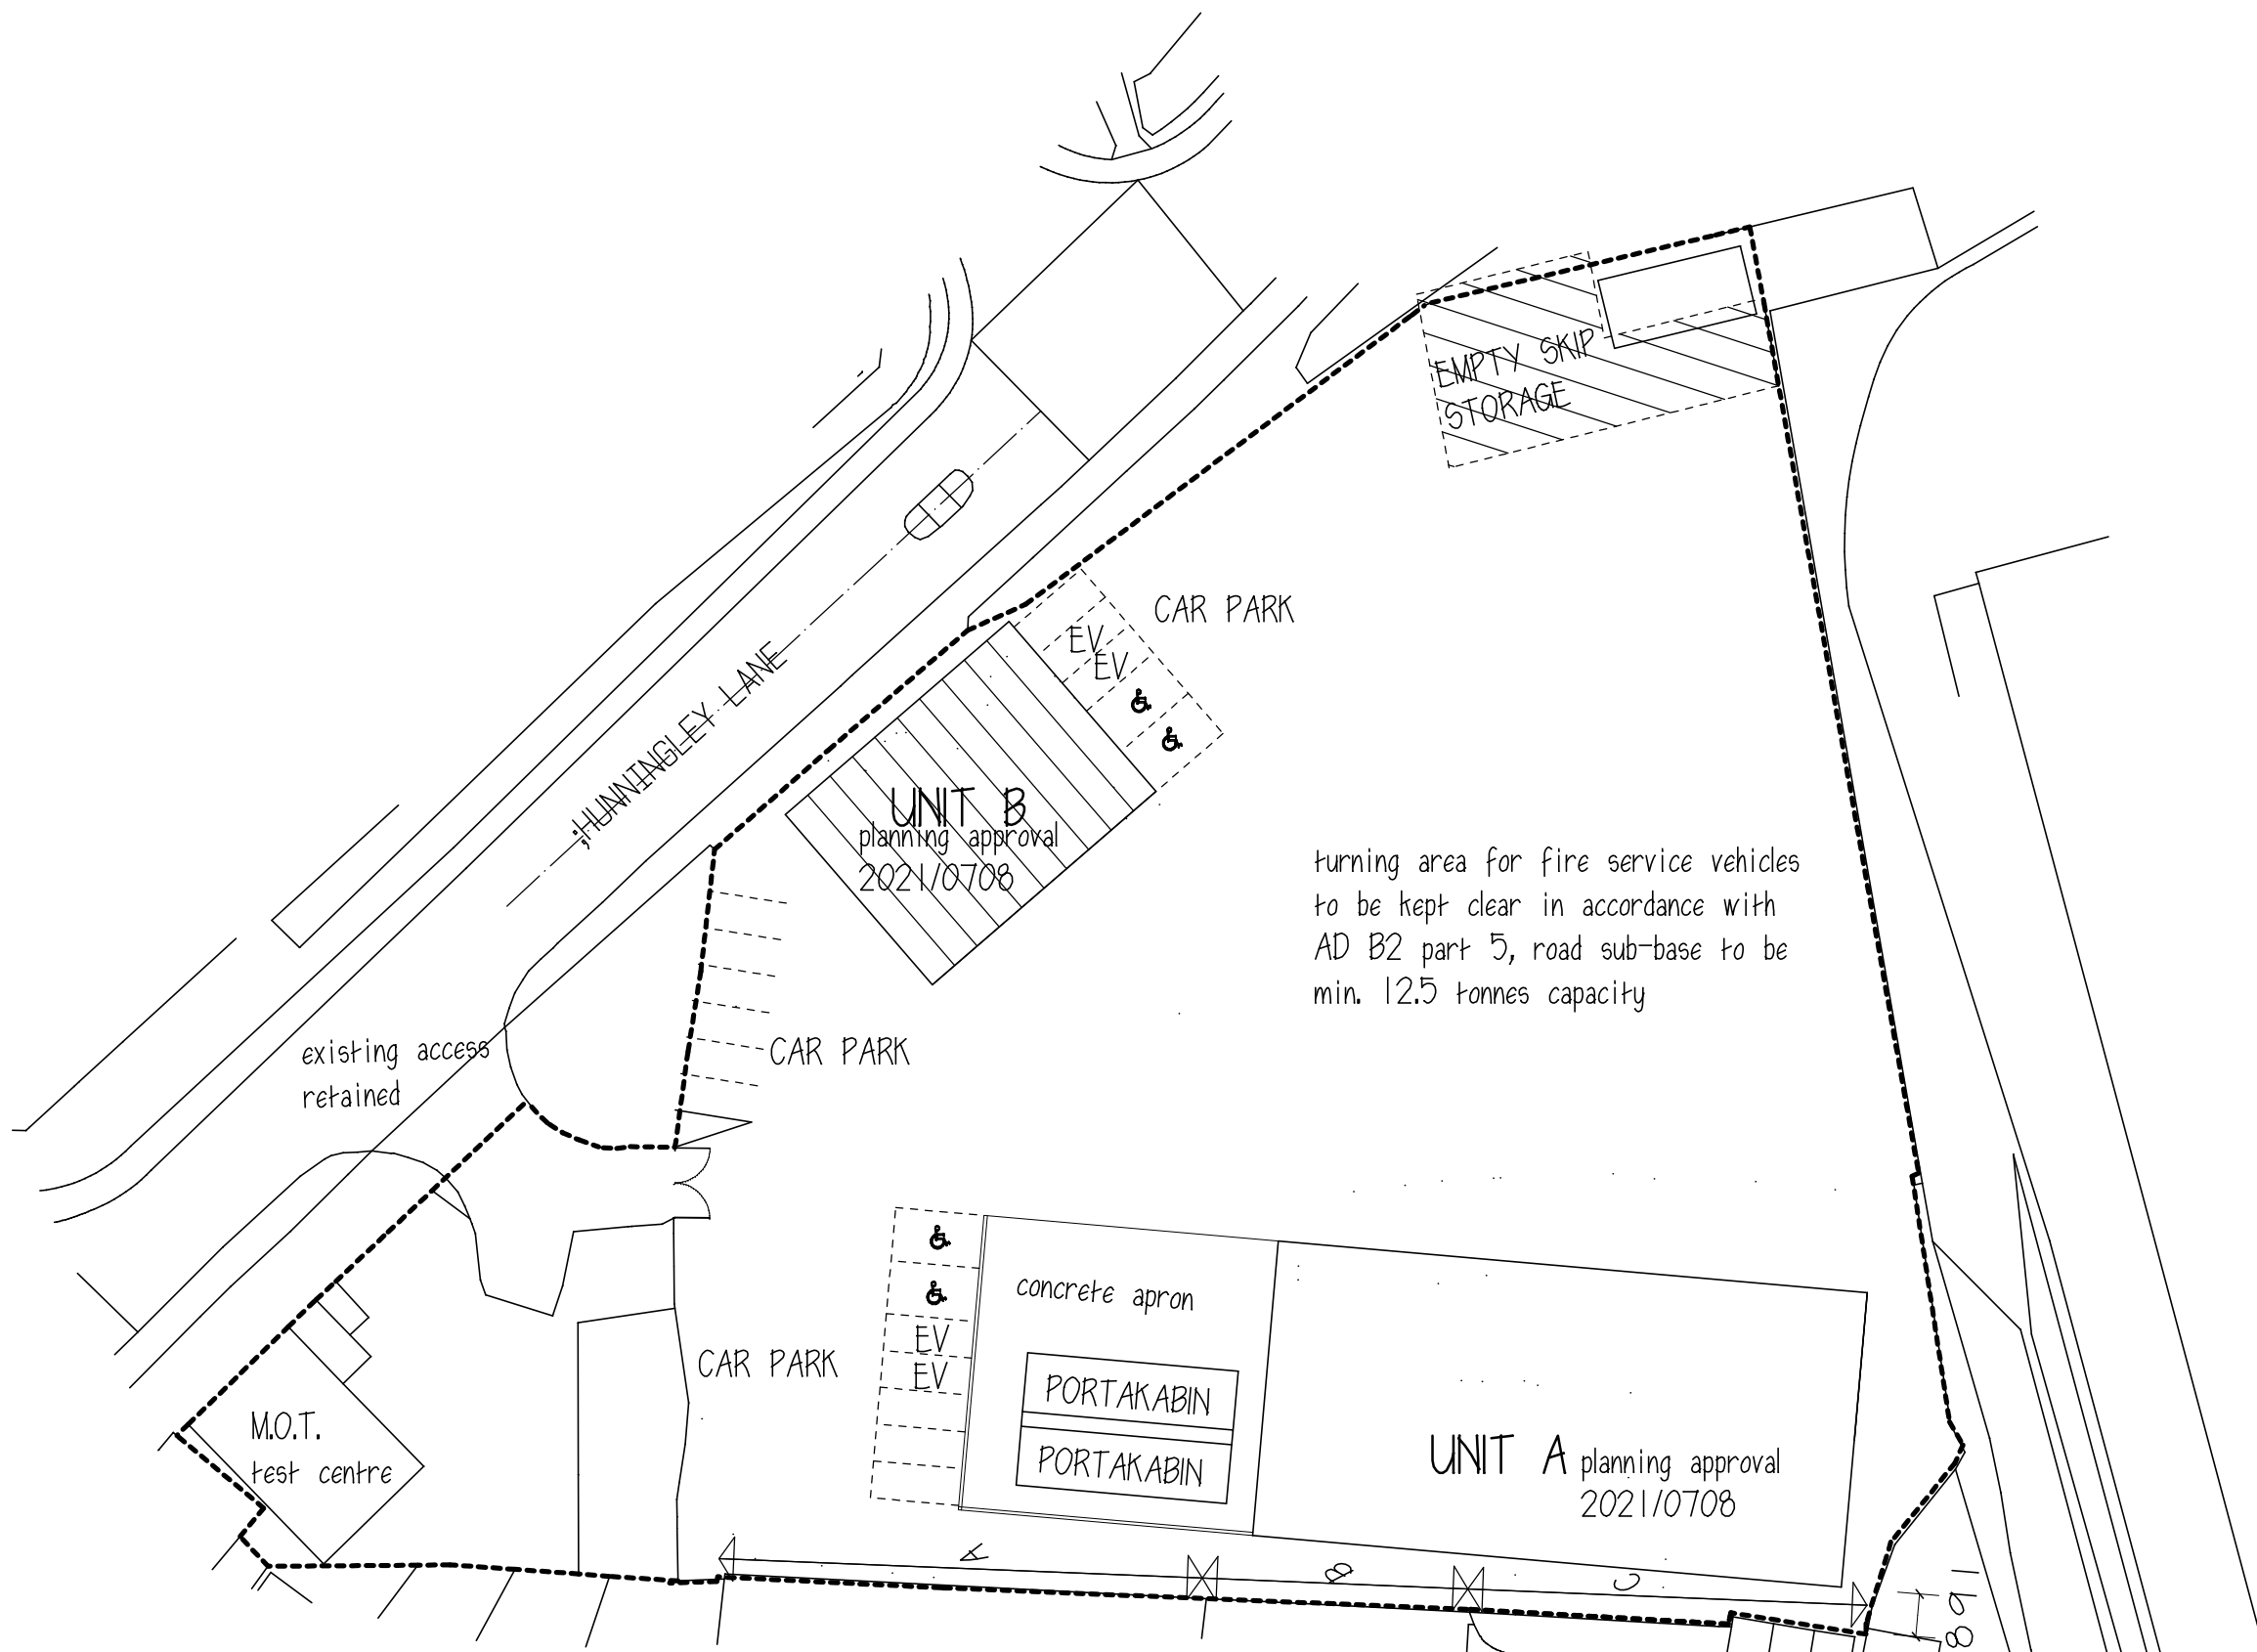 EMPTY SKIP
STORAGE
CAR PARK
EV
EV
;HUNNINGLEY LANE
UNIT B
planning approval
2021/0708
turning area for fire service vehicles
to be kept clear in accordance with
AD B2 part 5, road sub-base to be
min. 12.5 tonnes capacity
existing access
retained
CAR PARK
concrete apron
EV
EV
CAR PARK
PORTAKABIN
PORTAKABIN
M.O.T.
test centre
UNIT A planning approval
2021/0708
A
B
C
1681